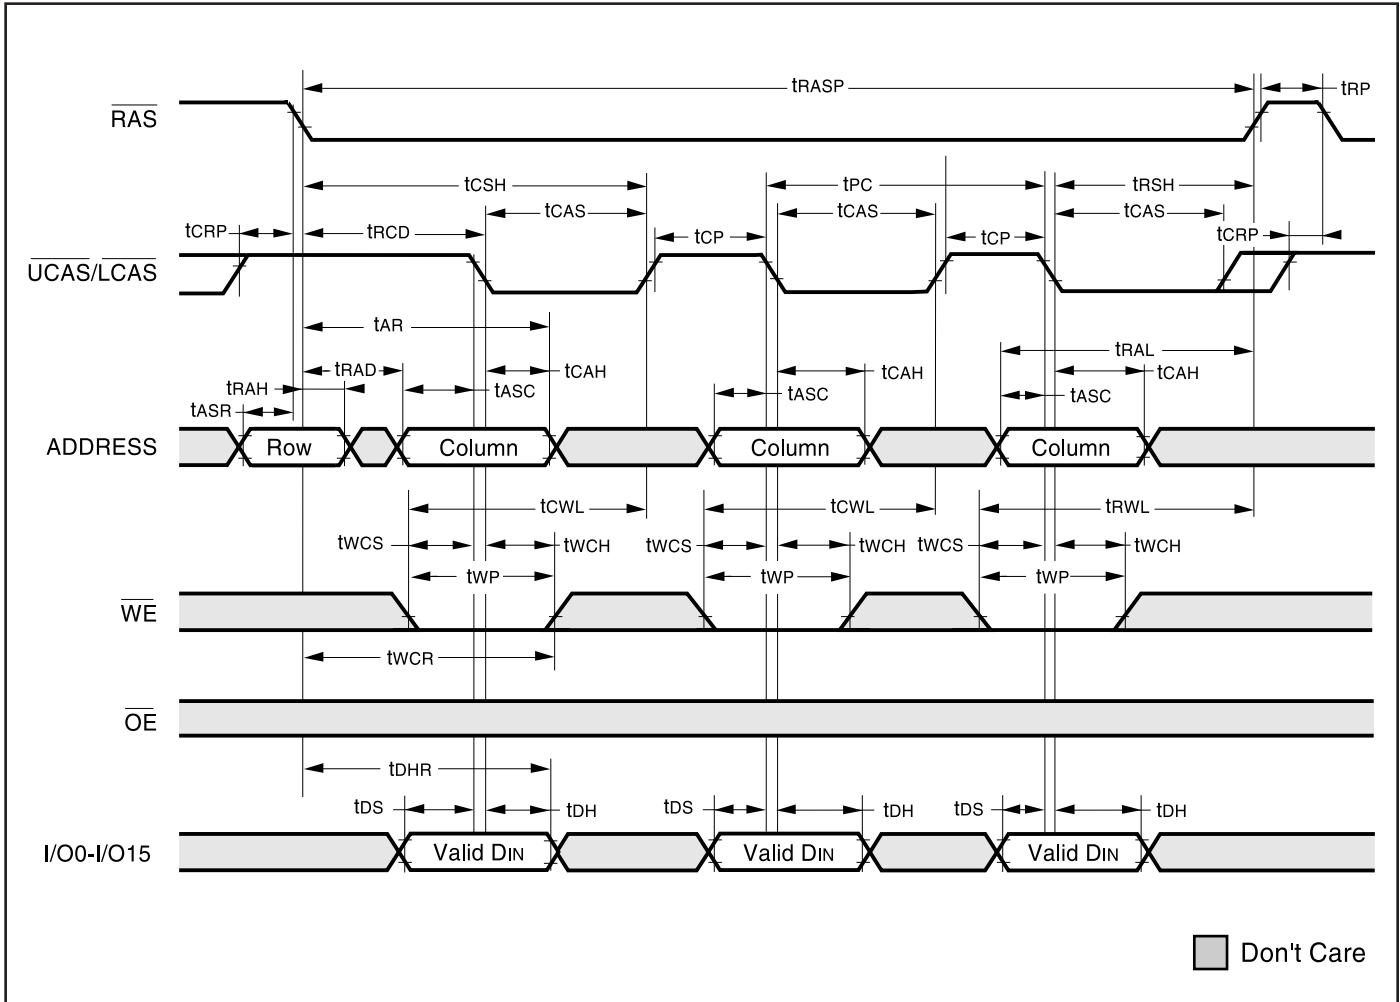 tRASP
tRP
RAS
tCSH
tPC
tRSH
tCAS
tCAS
tCAS
tCRP
tRCD
tCP
tCP
tCRP
UCAS/LCAS
tAR
tRAL
tRAD
tCAH
tCAH
tCAH
tRAH
tASC
tASC
tASC
tASR
ADDRESS
Row
Column
Column
Column
tCWL
tCWL
tRWL
tWCS
tWCH
tWCS
tWCH
tWCS
tWCH
tWP
tWP
tWP
WE
tWCR
OE
tDHR
tDS
tDH
tDS
tDH
tDS
tDH
I/O0-I/O15
Valid DIN
Valid DIN
Valid DIN
Don't Care